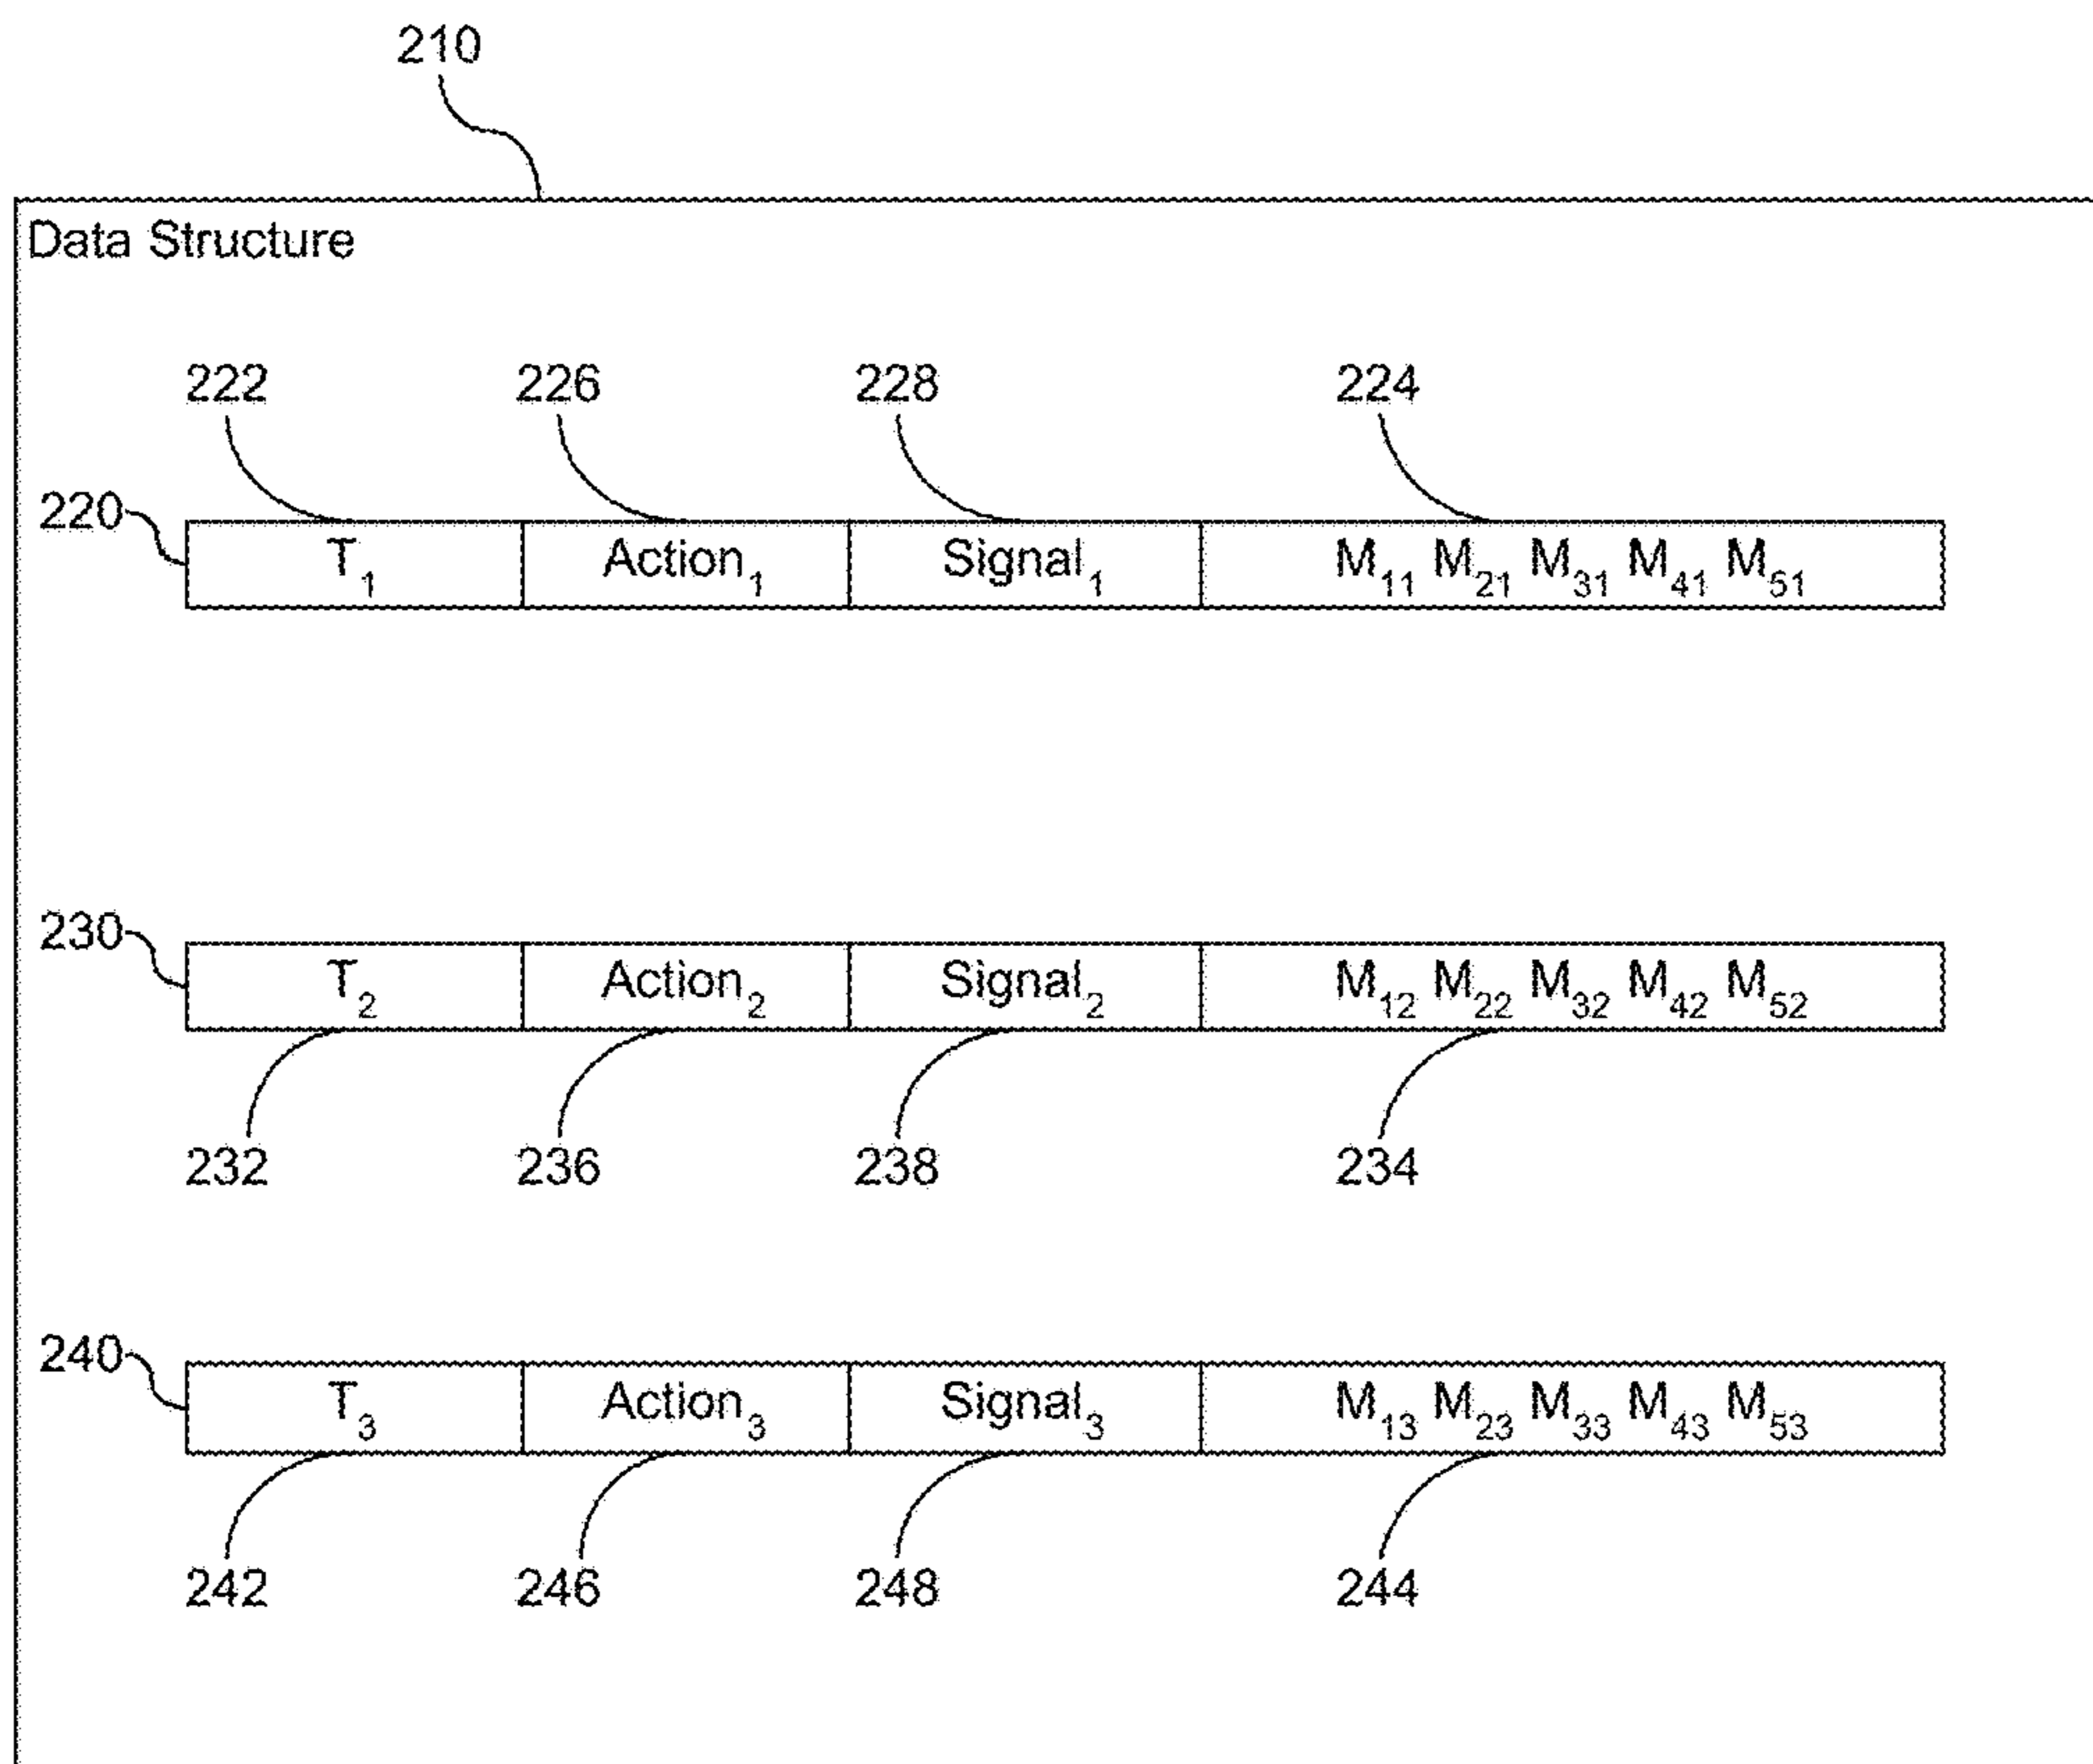 210
Data Structure
222 226 228 224
220
T₁ Action₁ Signal₁ M₁₁ M₂₁ M₃₁ M₄₁ M₅₁
230
T₂ Action₂ Signal₂ M₁₂ M₂₂ M₃₂ M₄₂ M₅₂
232 236 238 234
240
T₃ Action₃ Signal₃ M₁₃ M₂₃ M₃₃ M₄₃ M₅₃
242 246 248 244